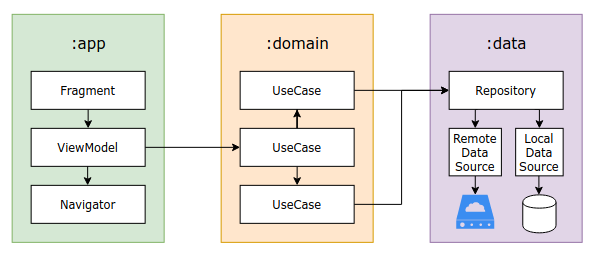 :app
Fragment
ViewModel
Navigator
:domain
UseCase
UseCase
UseCase
:data
Repository
Remote
Data
Source
Local
Data
Source